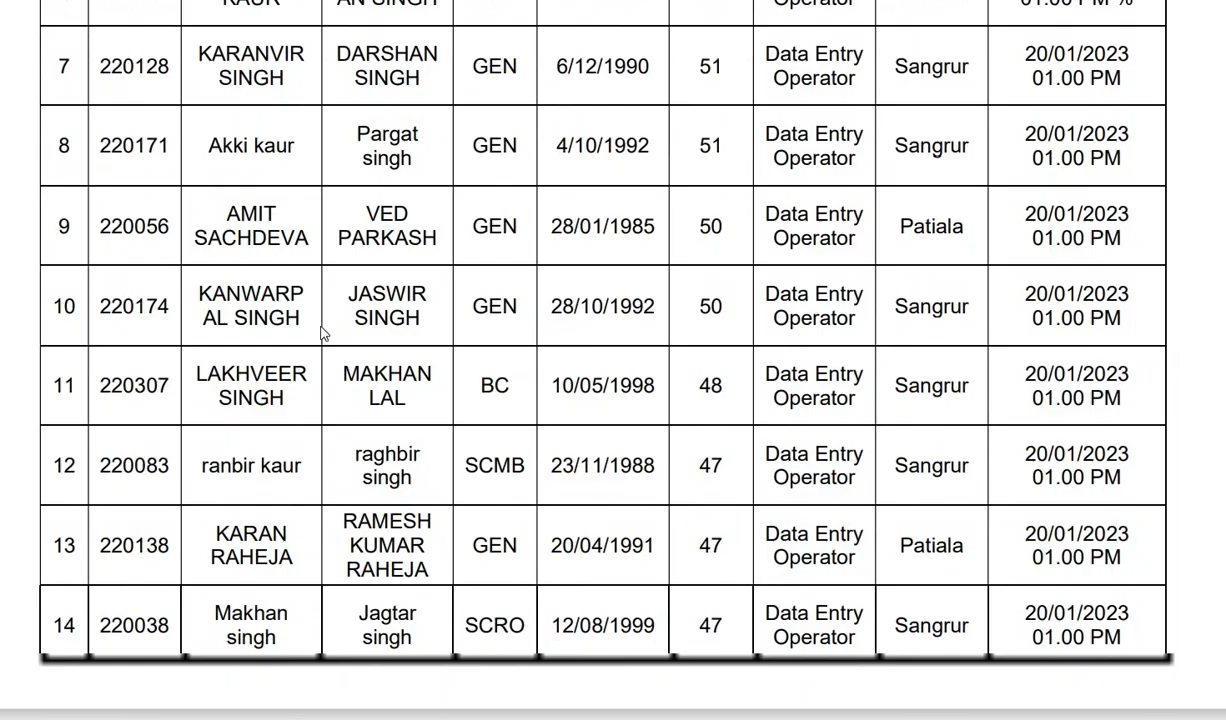 7 220128 KARANVIR SINGH DARSHAN SINGH GEN 6/12/1990 51 Data Entry Operator Sangrur 20/01/2023 01.00 PM
8 220171 Akki kaur Pargat singh GEN 4/10/1992 51 Data Entry Operator Sangrur 20/01/2023 01.00 PM
9 220056 AMIT SACHDEVA VED PARKASH GEN 28/01/1985 50 Data Entry Operator Patiala 20/01/2023 01.00 PM
10 220174 KANWARP AL SINGH JASWIR SINGH GEN 28/10/1992 50 Data Entry Operator Sangrur 20/01/2023 01.00 PM
11 220307 LAKHVEER SINGH MAKHAN LAL BC 10/05/1998 48 Data Entry Operator Sangrur 20/01/2023 01.00 PM
12 220083 ranbir kaur raghbir singh SCMB 23/11/1988 47 Data Entry Operator Sangrur 20/01/2023 01.00 PM
13 220138 KARAN RAHEJA RAMESH KUMAR RAHEJA GEN 20/04/1991 47 Data Entry Operator Patiala 20/01/2023 01.00 PM
14 220038 Makhan singh Jagtar singh SCRO 12/08/1999 47 Data Entry Operator Sangrur 20/01/2023 01.00 PM